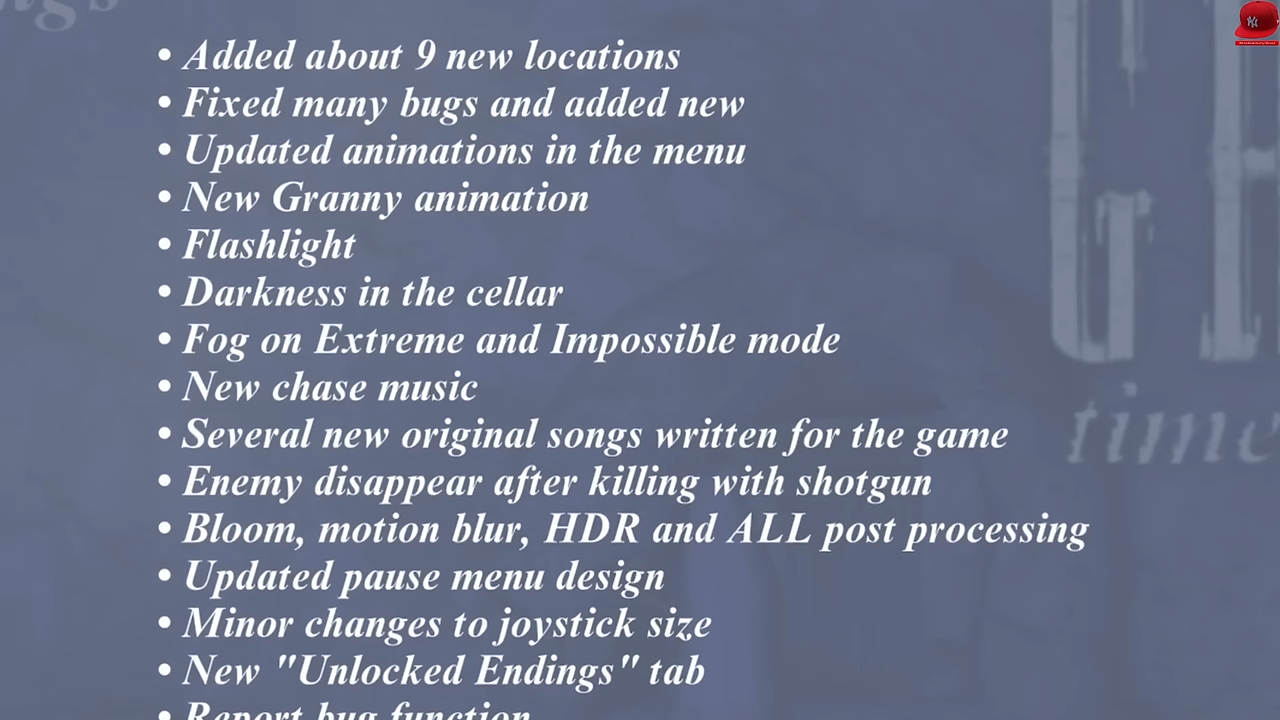 • Added about 9 new locations
• Fixed many bugs and added new
• Updated animations in the menu
• New Granny animation
• Flashlight
• Darkness in the cellar
• Fog on Extreme and Impossible mode
• New chase music
• Several new original songs written for the game
time
• Enemy disappear after killing with shotgun
• Bloom, motion blur, HDR and ALL post processing
• Updated pause menu design
• Minor changes to joystick size
• New "Unlocked Endings" tab
• Report bug function